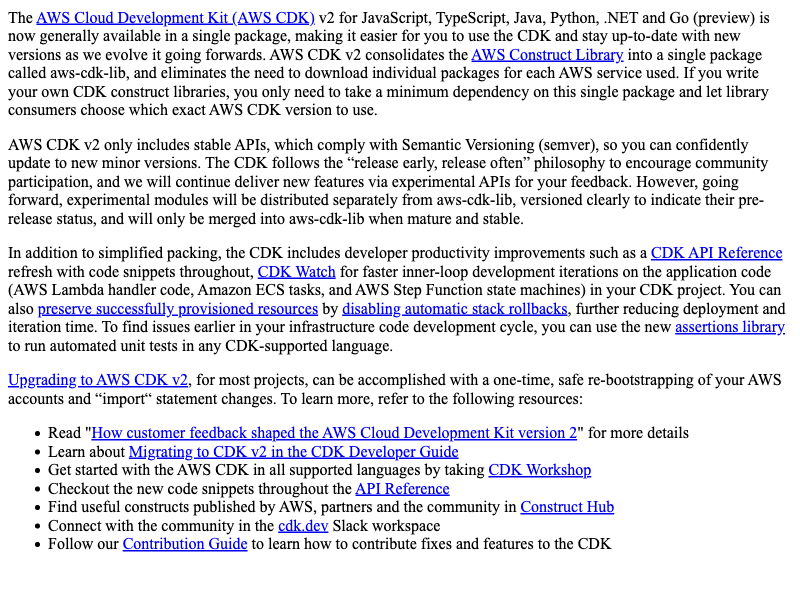 The AWS Cloud Development Kit (AWS CDK) v2 for JavaScript, TypeScript, Java, Python, .NET and Go (preview) is
now generally available in a single package, making it easier for you to use the CDK and stay up-to-date with new
versions as we evolve it going forwards. AWS CDK v2 consolidates the AWS Construct Library into a single package
called aws-cdk-lib, and eliminates the need to download individual packages for each AWS service used. If you write
your own CDK construct libraries, you only need to take a minimum dependency on this single package and let library
consumers choose which exact AWS CDK version to use.
AWS CDK v2 only includes stable APIs, which comply with Semantic Versioning (semver), so you can confidently
update to new minor versions. The CDK follows the “release early, release often” philosophy to encourage community
participation, and we will continue deliver new features via experimental APIs for your feedback. However, going
forward, experimental modules will be distributed separately from aws-cdk-lib, versioned clearly to indicate their pre-
release status, and will only be merged into aws-cdk-lib when mature and stable.
In addition to simplified packing, the CDK includes developer productivity improvements such as a CDK API Reference
refresh with code snippets throughout, CDK Watch for faster inner-loop development iterations on the application code
(AWS Lambda handler code, Amazon ECS tasks, and AWS Step Function state machines) in your CDK project. You can
also preserve successfully provisioned resources by disabling automatic stack rollbacks, further reducing deployment and
iteration time. To find issues earlier in your infrastructure code development cycle, you can use the new assertions library
to run automated unit tests in any CDK-supported language.
Upgrading to AWS CDK v2, for most projects, can be accomplished with a one-time, safe re-bootstrapping of your AWS
accounts and “import“ statement changes. To learn more, refer to the following resources:
• Read "How customer feedback shaped the AWS Cloud Development Kit version 2" for more details
• Learn about Migrating to CDK v2 in the CDK Developer Guide
• Get started with the AWS CDK in all supported languages by taking CDK Workshop
• Checkout the new code snippets throughout the API Reference
• Find useful constructs published by AWS, partners and the community in Construct Hub
• Connect with the community in the cdk.dev Slack workspace
• Follow our Contribution Guide to learn how to contribute fixes and features to the CDK